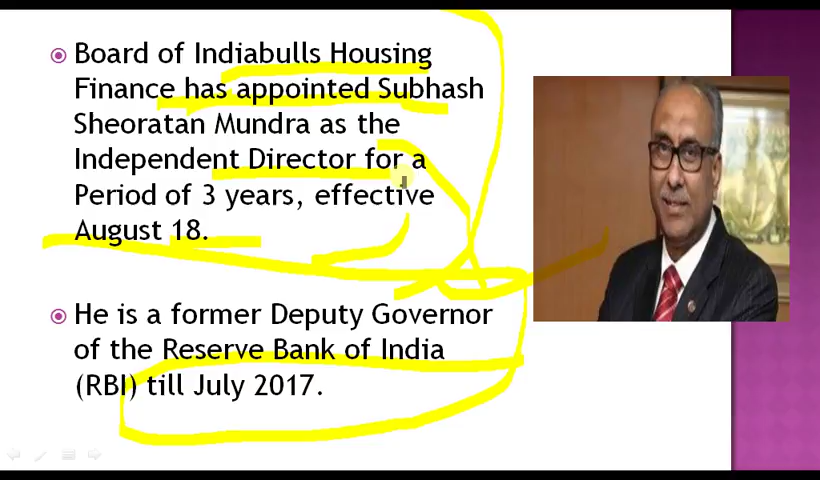 Board of Indiabulls Housing
Finance has appointed Subhash
Sheoratan Mundra as the
Independent Director for a
Period of 3 years, effective
August 18.
He is a former Deputy Governor
of the Reserve Bank of India
(RBI) till July 2017.